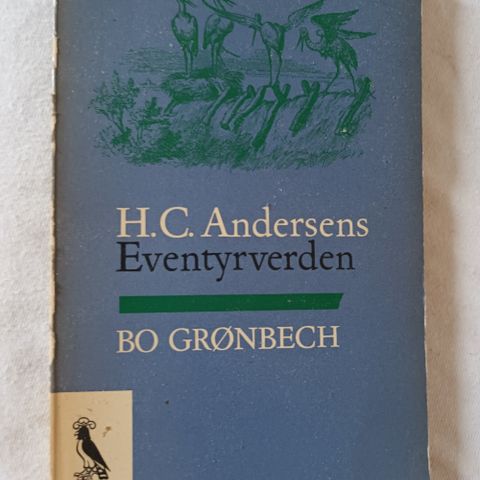 H.C. Andersens
Eventyrverden
BO GRØNBECH